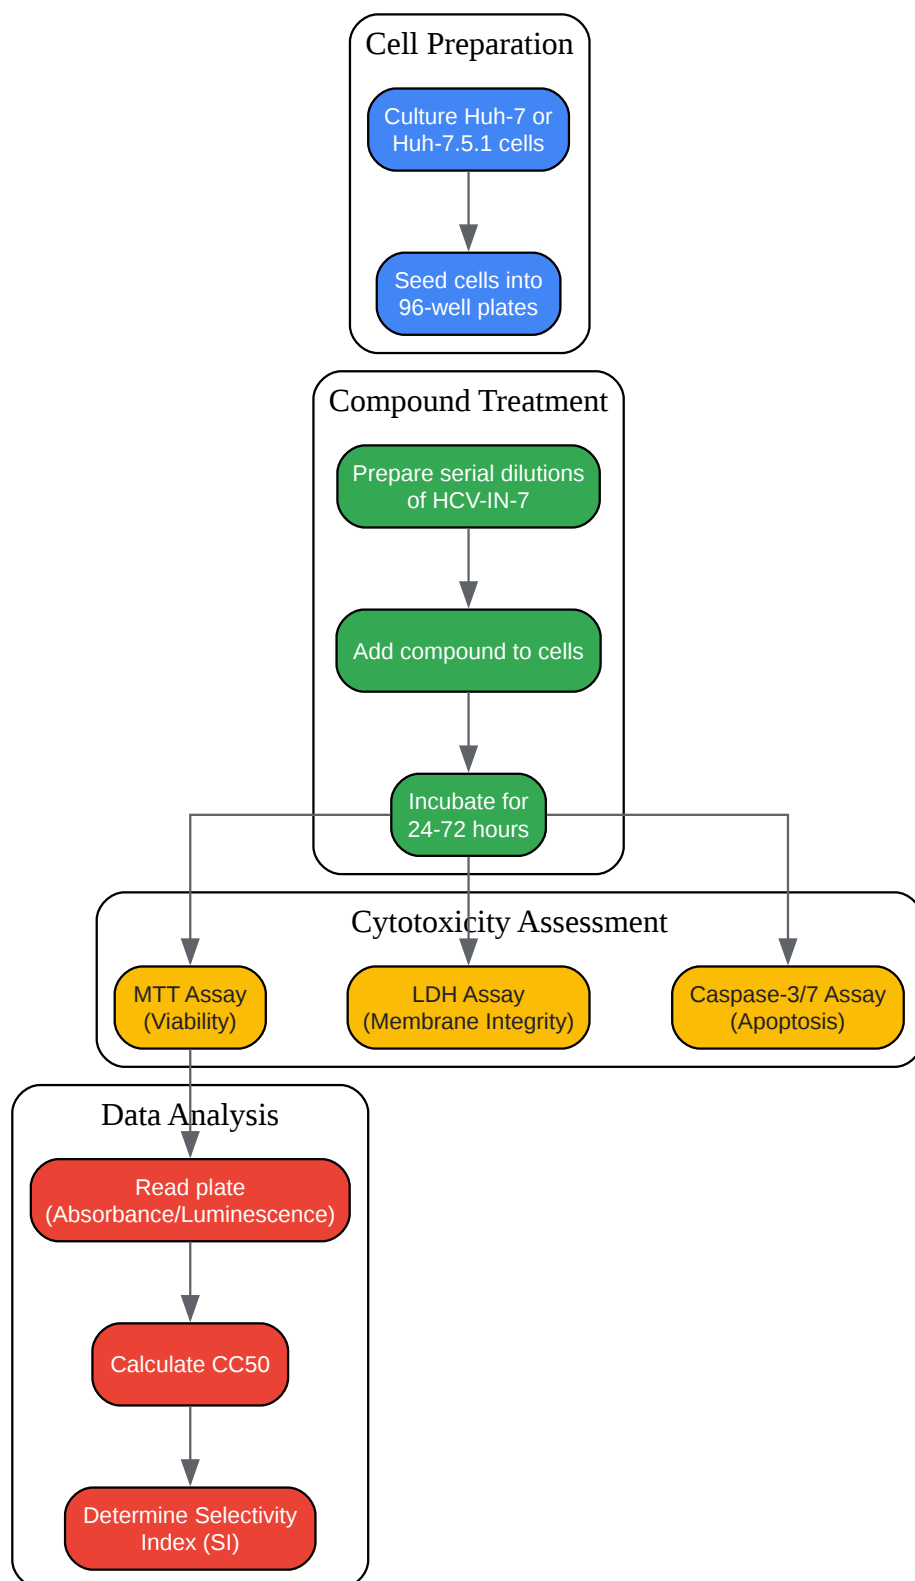 Cell Preparation
Culture Huh-7 or
Huh-7.5.1 cells
Seed cells into
96-well plates
Compound Treatment
Prepare serial dilutions
of HCV-IN-7
Add compound to cells
Incubate for
24-72 hours
Cytotoxicity Assessment
MTT Assay
(Viability)
LDH Assay
(Membrane Integrity)
Caspase-3/7 Assay
(Apoptosis)
Data Analysis
Read plate
(Absorbance/Luminescence)
Calculate CC50
Determine Selectivity
Index (SI)